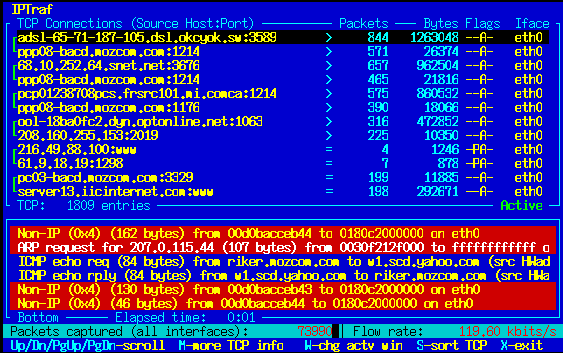 IPTraf
TCP Connections (Source Host:Port) Packets Bytes Flags Iface
adsl-65-71-187-105.dsl.okcyok.sw:3589 > 844 1263048 --A- eth0
ppp08-bacd.mozcom.com:1214 > 571 26374 --A- eth0
68.10.252.64.snet.net:3676 > 657 962504 --A- eth0
ppp08-bacd.mozcom.com:1214 > 465 21816 --A- eth0
pcp01238708pcs.frsrc101.mi.comca:1214 > 575 860532 --A- eth0
ppp08-bacd.mozcom.com:1176 > 390 18066 --A- eth0
ool-18ba0fc2.dyn.optonline.net:1063 > 316 472852 --A- eth0
208.160.255.153:2019 > 225 10350 --A- eth0
216.49.88.100:www = 4 1246 -PA- eth0
61.9.18.19:1298 = 7 878 -PA- eth0
pc03-bacd.mozcom.com:3329 = 199 11885 --A- eth0
server13.iicinternet.com:www = 198 292671 --A- eth0
TCP: 1809 entries Active
Non-IP (0x4) (162 bytes) from 00d0bacceb44 to 0180c2000000 on eth0
ARP request for 207.0.115.44 (107 bytes) from 0030f212f000 to ffffffffffff o
ICMP echo req (84 bytes) from riker.mozcom.com to w1.scd.yahoo.com (src HWad
ICMP echo rply (84 bytes) from w1.scd.yahoo.com to riker.mozcom.com (src HWa
Non-IP (0x4) (130 bytes) from 00d0bacceb43 to 0180c2000000 on eth0
Non-IP (0x4) (46 bytes) from 00d0bacceb44 to 0180c2000000 on eth0
Bottom Elapsed time: 0:01
Packets captured (all interfaces): 73990 Flow rate: 119.60 kbits/s
Up/Dn/PgUp/PgDn-scroll M-more TCP info W-chg actv win S-sort TCP X-exit